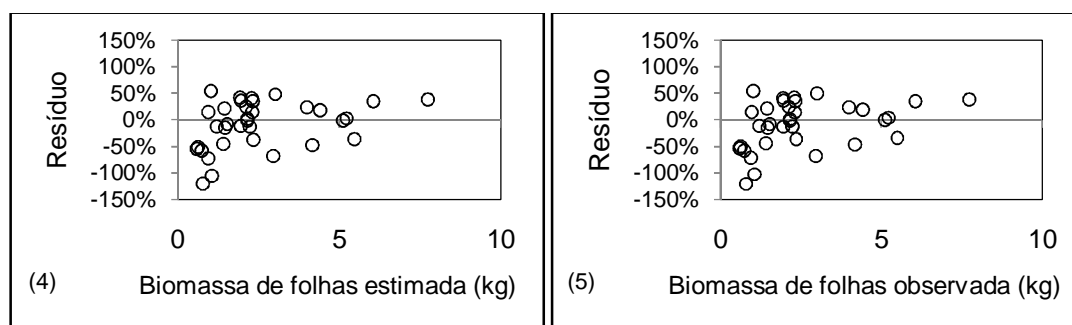 150%
100%
50%
0%
-50%
-100%
-150%
Resíduo
0 5 10
(4) Biomassa de folhas estimada (kg)
150%
100%
50%
0%
-50%
-100%
-150%
Resíduo
0 5 10
(5) Biomassa de folhas observada (kg)